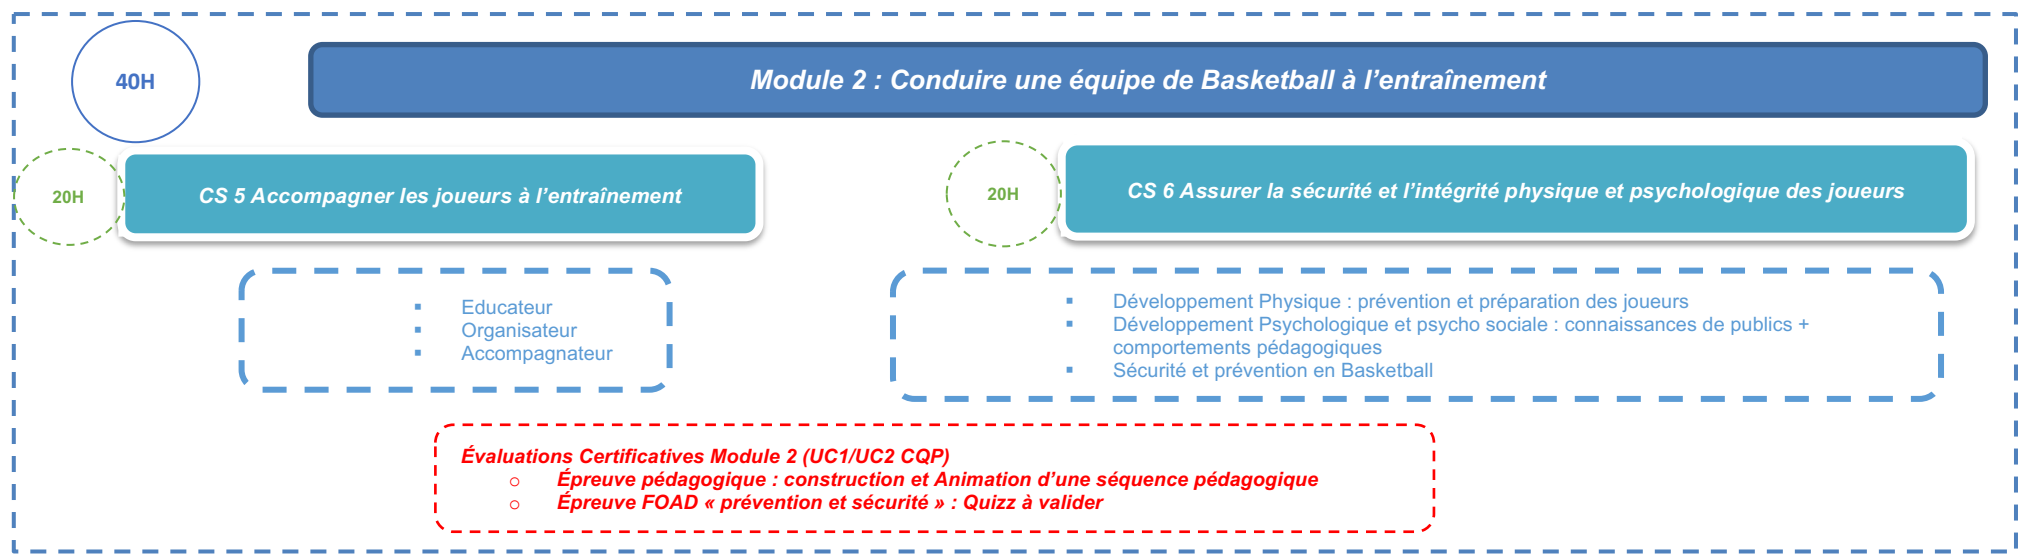 40H
Module 2 : Conduire une équipe de Basketball à l’entraînement
20H
CS 5 Accompagner les joueurs à l’entraînement
20H
CS 6 Assurer la sécurité et l’intégrité physique et psychologique des joueurs
▪ Educateur
▪ Organisateur
▪ Accompagnateur
▪ Développement Physique : prévention et préparation des joueurs
▪ Développement Psychologique et psycho sociale : connaissances de publics +
comportements pédagogiques
▪ Sécurité et prévention en Basketball
Évaluations Certificatives Module 2 (UC1/UC2 CQP)
o Épreuve pédagogique : construction et Animation d’une séquence pédagogique
o Épreuve FOAD « prévention et sécurité » : Quizz à valider